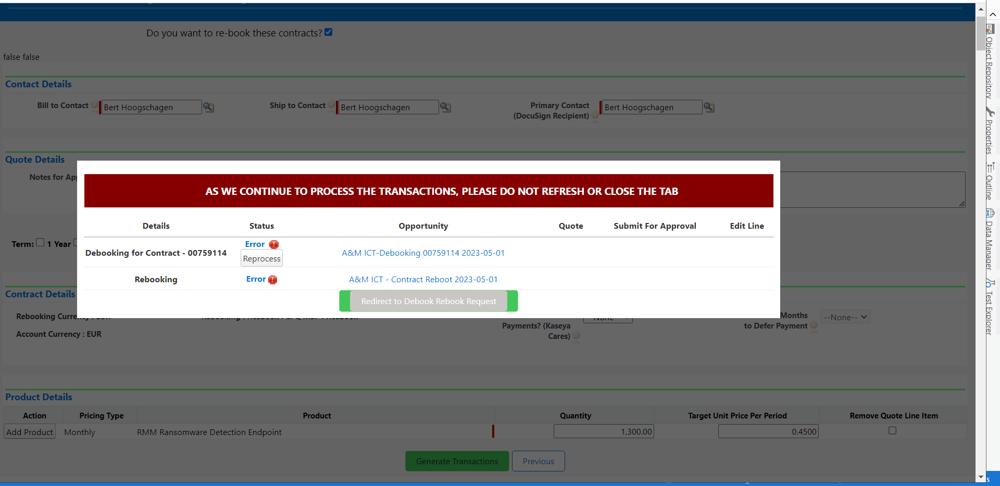 Do you want to re-book these contracts?
false false
Contact Details
Bill to Contact Bert Hoogschagen Ship to Contact Bert Hoogschagen Primary Contact (DocuSign Recipient) Bert Hoogschagen
Quote Details
Notes for App
AS WE CONTINUE TO PROCESS THE TRANSACTIONS, PLEASE DO NOT REFRESH OR CLOSE THE TAB
Details Status Opportunity Quote Submit For Approval Edit Line
Debooking for Contract - 00759114 Error Reprocess A&M ICT-Debooking 00759114 2023-05-01
Rebooking Error A&M ICT - Contract Reboot 2023-05-01
Redirect to Debook Rebook Request
Term: 1 Year
Contract Details
Rebooking Currency : EUR
Account Currency : EUR
Payments? (Kaseya Cares)
Months to Defer Payment --None--
Product Details
Action Pricing Type Product Quantity Target Unit Price Per Period Remove Quote Line Item
Add Product Monthly RMM Ransomware Detection Endpoint 1,300.00 0.4500
Generate Transactions Previous
Object Repository
Properties
Outline
Data Manager
Test Explorer